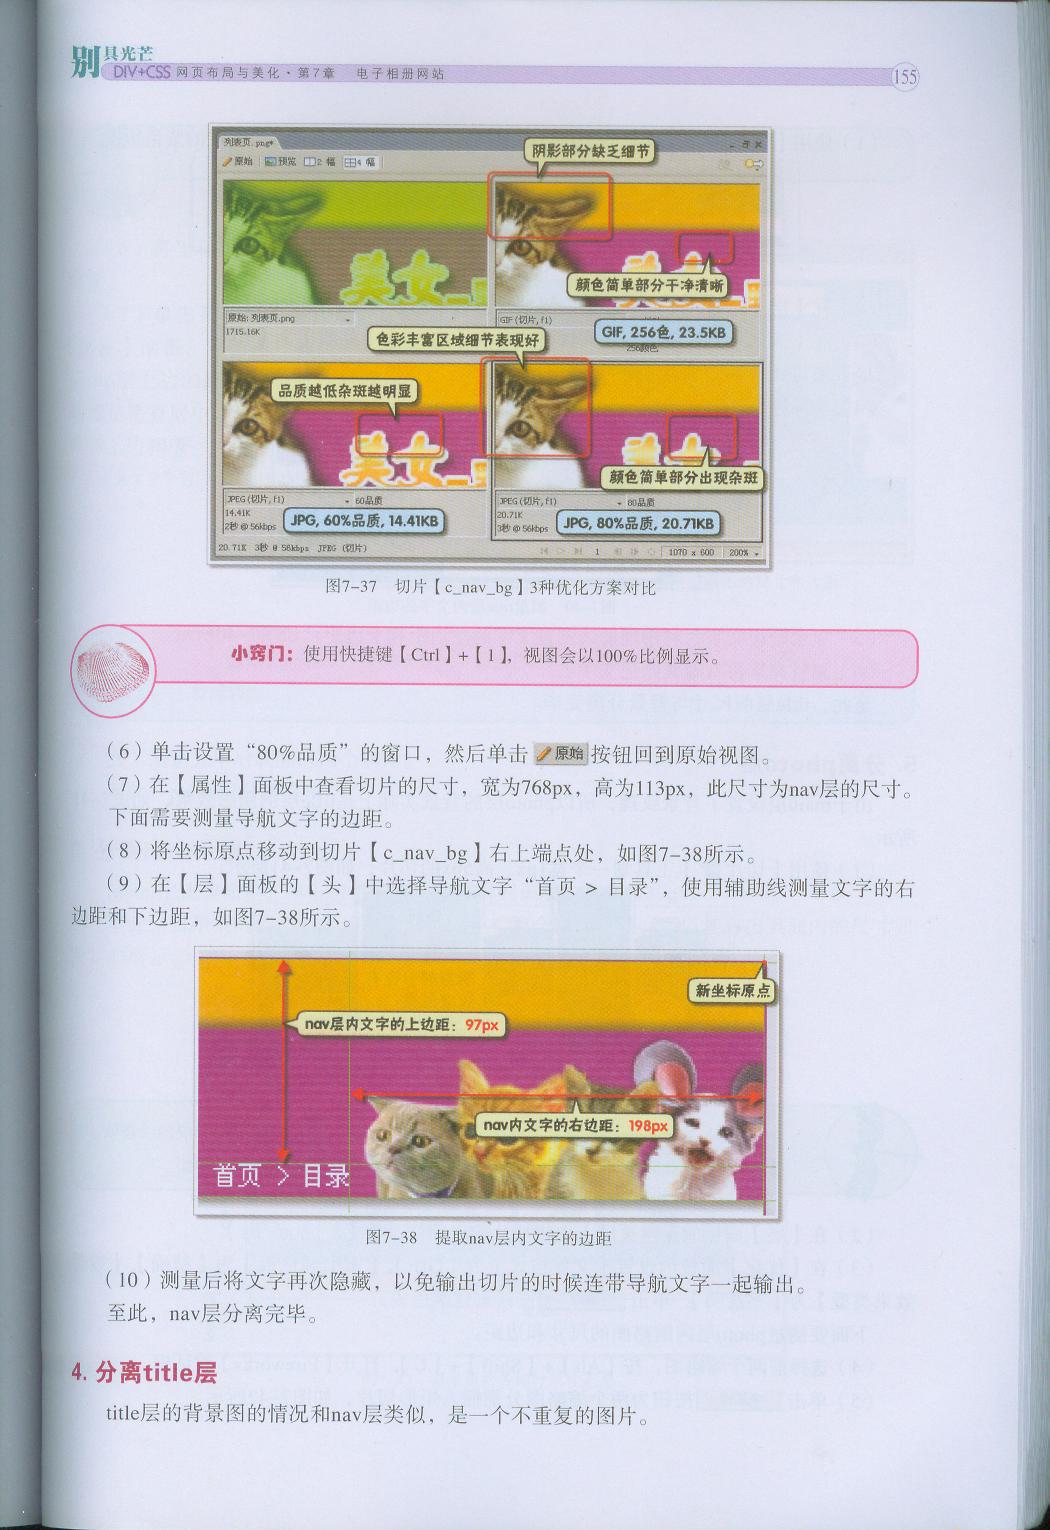 别具光芒
DIV+CSS 网页布局与美化·第7章 电子相册网站
155
列表页.png*
原始 预览 2 幅 4 幅
阴影部分缺乏细节
颜色简单部分干净清晰
美女
美女
原始: 列表页.png
1715.16K
GIF (切片, f1)
GIF, 256色, 23.5KB
256颜色
色彩丰富区域细节表现好
品质越低杂斑越明显
美女
美女
颜色简单部分出现杂斑
JPEG (切片, f1) 60品质
14.41K
2秒 @ 56kbps
JPG, 60%品质, 14.41KB
JPEG (切片, f1) 80品质
20.71K
3秒 @ 56kbps
JPG, 80%品质, 20.71KB
20.71K 3秒 @ 56kbps JPEG (切片)
1 1070 x 600 200%
图7-37 切片【c_nav_bg】3种优化方案对比
小窍门：使用快捷键【Ctrl】+【1】，视图会以100%比例显示。
（6）单击设置“80%品质”的窗口，然后单击 原始 按钮回到原始视图。
（7）在【属性】面板中查看切片的尺寸，宽为768px，高为113px，此尺寸为nav层的尺寸。
下面需要测量导航文字的边距。
（8）将坐标原点移动到切片【c_nav_bg】右上端点处，如图7-38所示。
（9）在【层】面板的【头】中选择导航文字“首页 > 目录”，使用辅助线测量文字的右
边距和下边距，如图7-38所示。
新坐标原点
nav层内文字的上边距：97px
nav内文字的右边距：198px
首页 > 目录
图7-38 提取nav层内文字的边距
（10）测量后将文字再次隐藏，以免输出切片的时候连带导航文字一起输出。
至此，nav层分离完毕。
4. 分离title层
title层的背景图的情况和nav层类似，是一个不重复的图片。